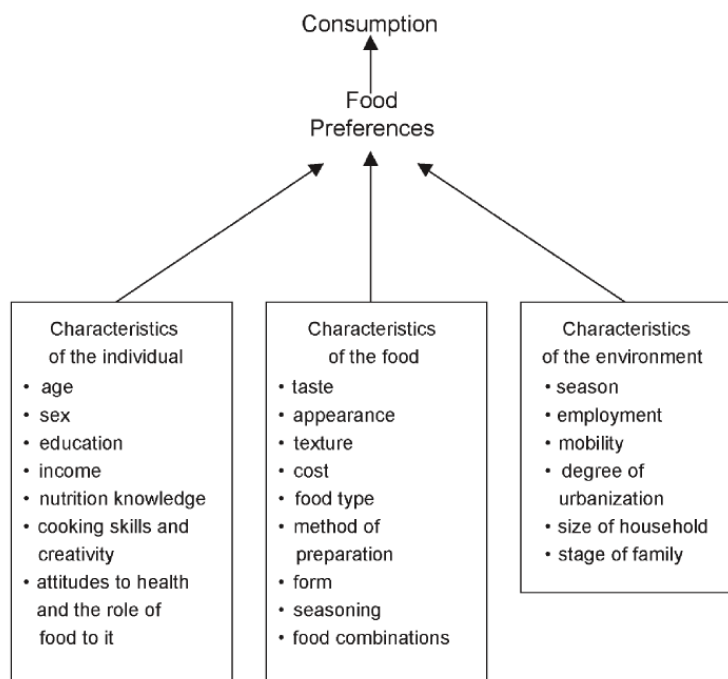 Consumption
Food
Preferences
Characteristics
of the individual
• age
• sex
• education
• income
• nutrition knowledge
• cooking skills and
creativity
• attitudes to health
and the role of
food to it
Characteristics
of the food
• taste
• appearance
• texture
• cost
• food type
• method of
preparation
• form
• seasoning
• food combinations
Characteristics
of the environment
• season
• employment
• mobility
• degree of
urbanization
• size of household
• stage of family